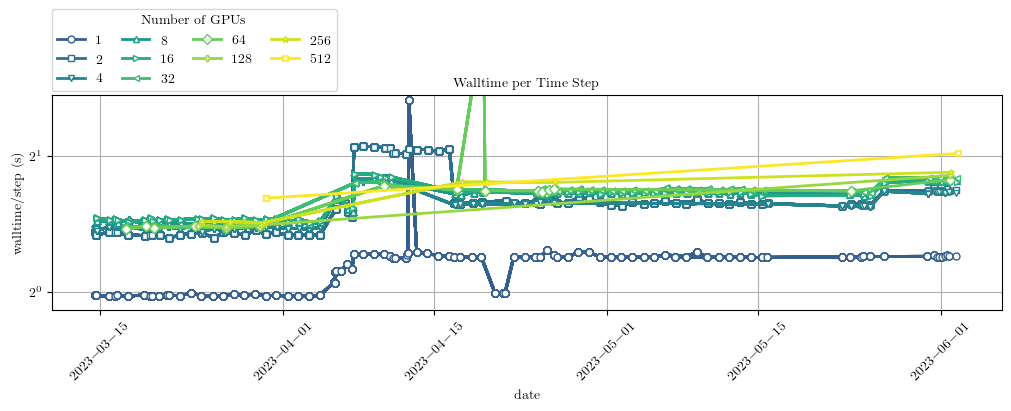 Number of GPUs
1 8 64 256
2 16 128 512
4 32
Walltime per Time Step
walltime/step (s)
2^1
2^0
2023-03-15 2023-04-01 2023-04-15 2023-05-01 2023-05-15 2023-06-01
date